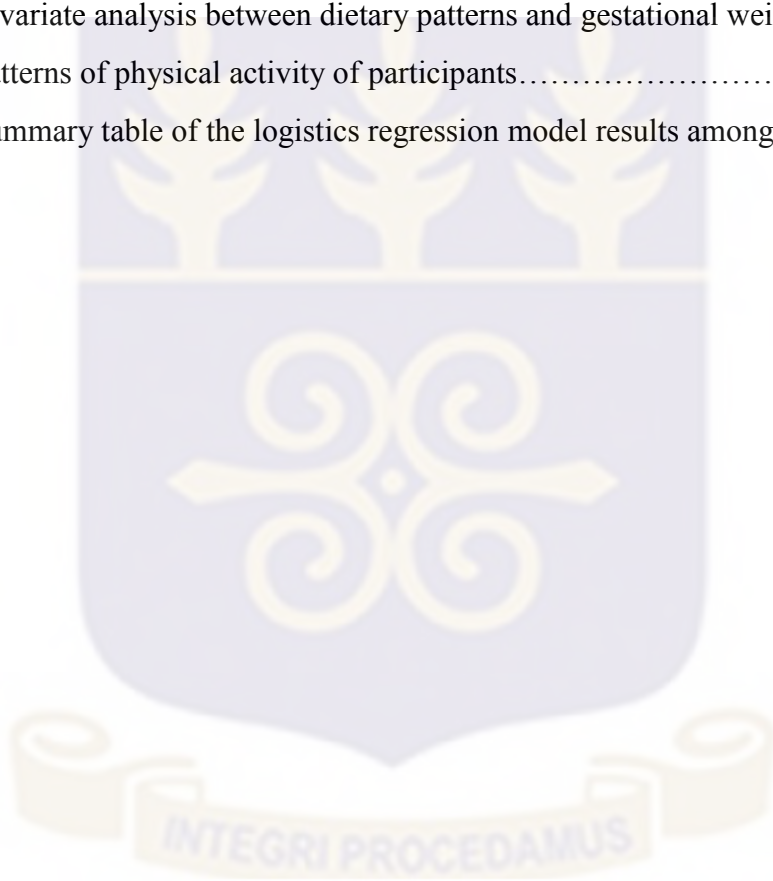 variate analysis between dietary patterns and gestational wei
tterns of physical activity of participants…………………….
mmary table of the logistics regression model results among
INTEGRI PROCEDAMUS